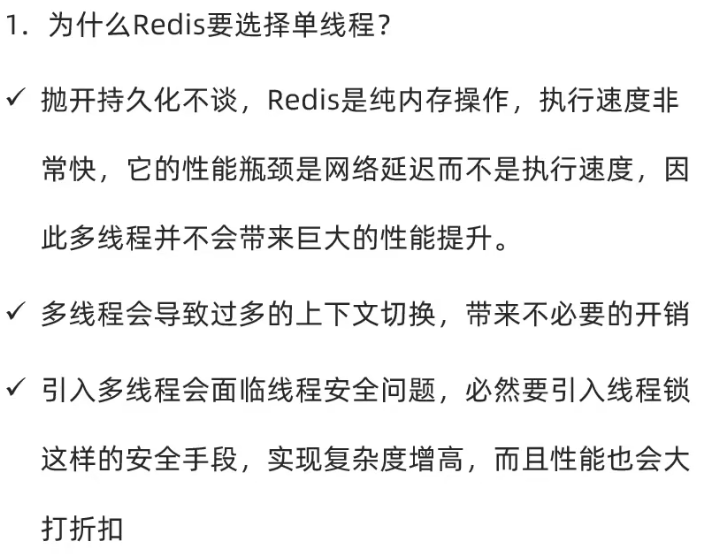 1. 为什么Redis要选择单线程？
✓ 抛开持久化不谈，Redis是纯内存操作，执行速度非
常快，它的性能瓶颈是网络延迟而不是执行速度，因
此多线程并不会带来巨大的性能提升。
✓ 多线程会导致过多的上下文切换，带来不必要的开销
✓ 引入多线程会面临线程安全问题，必然要引入线程锁
这样的安全手段，实现复杂度增高，而且性能也会大
打折扣